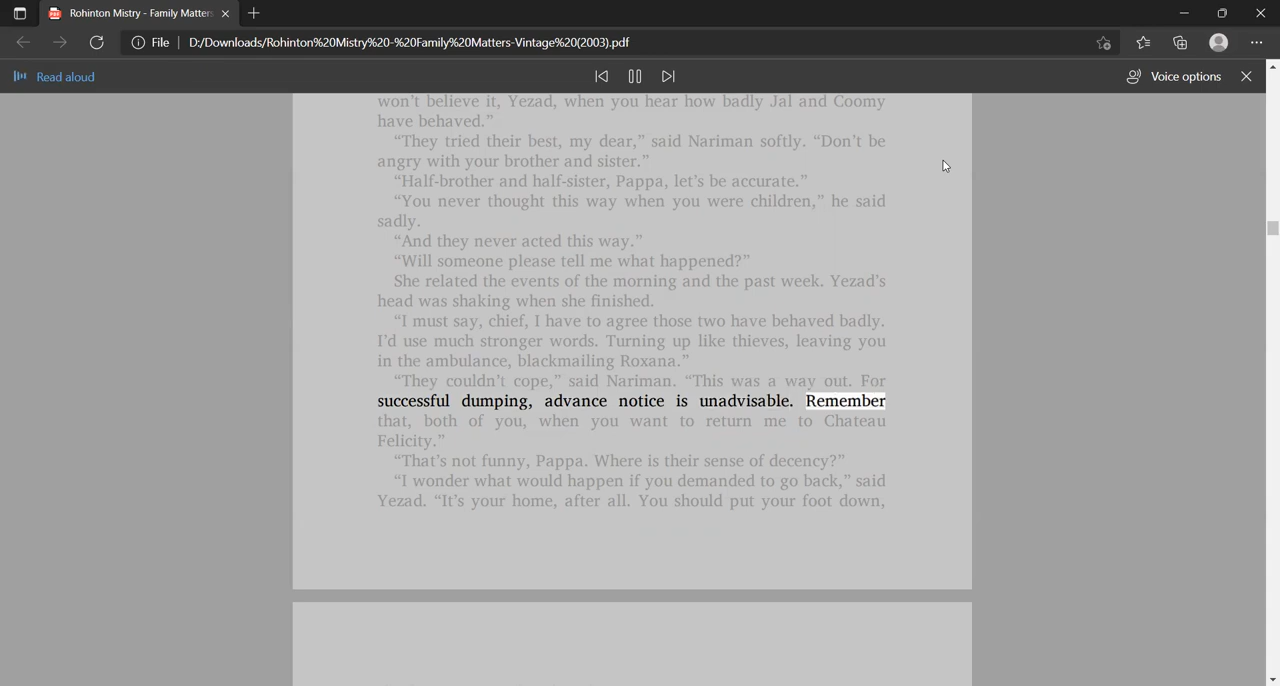 Rohinton Mistry - Family Matters
File
D:/Downloads/Rohinton%20Mistry%20-%20Family%20Matters-Vintage%20(2003).pdf
Read aloud
Voice options
won’t believe it, Yezad, when you hear how badly Jal and Coomy
have behaved.”
“They tried their best, my dear,” said Nariman softly. “Don’t be
angry with your brother and sister.”
“Half-brother and half-sister, Pappa, let’s be accurate.”
“You never thought this way when you were children,” he said
sadly.
“And they never acted this way.”
“Will someone please tell me what happened?”
She related the events of the morning and the past week. Yezad’s
head was shaking when she finished.
“I must say, chief, I have to agree those two have behaved badly.
I’d use much stronger words. Turning up like thieves, leaving you
in the ambulance, blackmailing Roxana.”
“They couldn’t cope,” said Nariman. “This was a way out. For
successful dumping, advance notice is unadvisable. Remember
that, both of you, when you want to return me to Chateau
Felicity.”
“That’s not funny, Pappa. Where is their sense of decency?”
“I wonder what would happen if you demanded to go back,” said
Yezad. “It’s your home, after all. You should put your foot down,